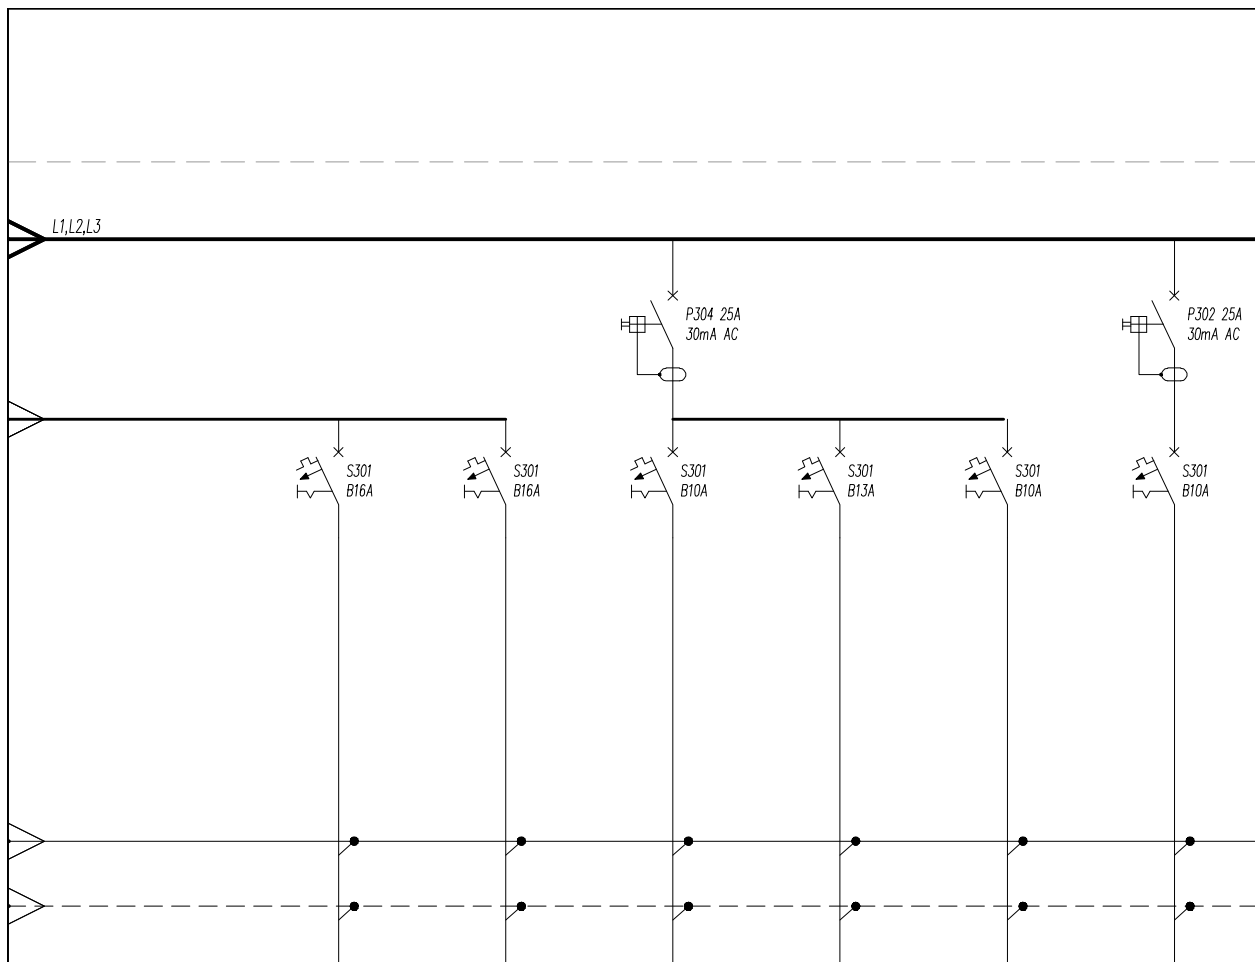 L1,L2,L3
P304 25A
30mA AC
P302 25A
30mA AC
S301
B16A
S301
B16A
S301
B10A
S301
B13A
S301
B10A
S301
B10A